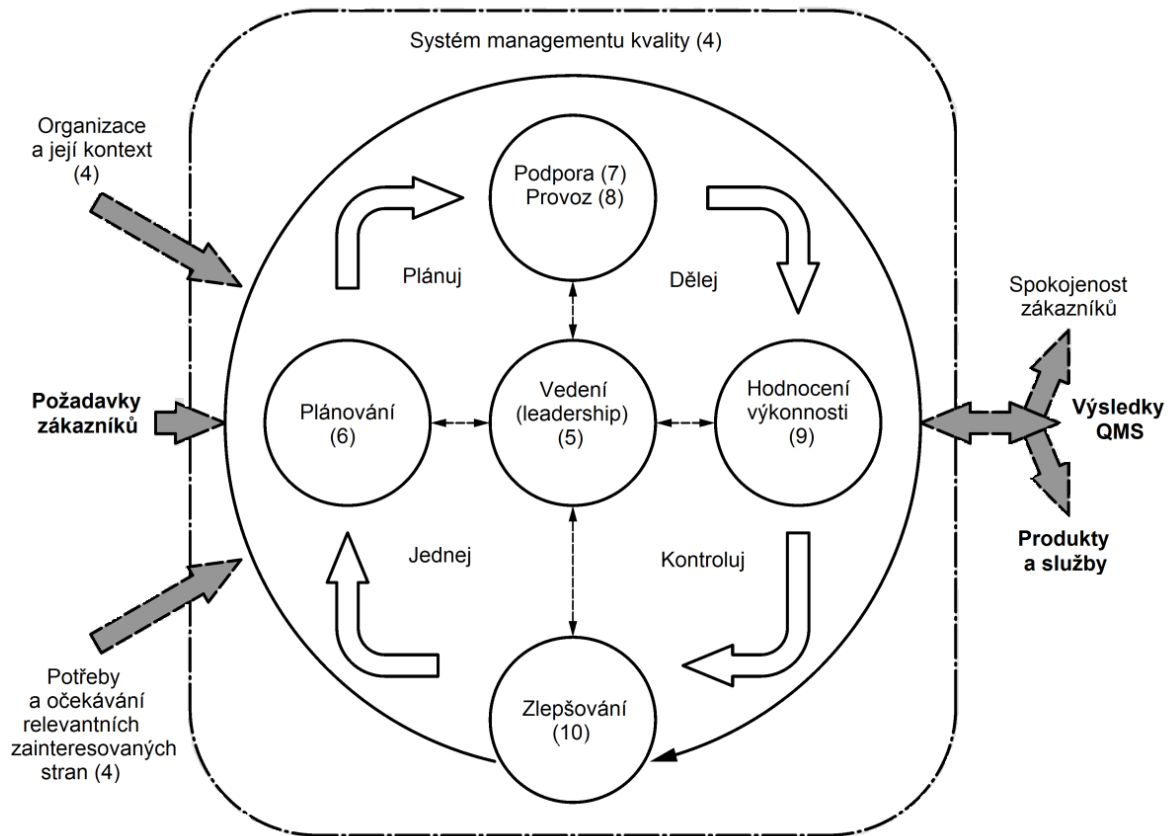 Systém managementu kvality (4)
Organizace
a její kontext
(4)
Podpora (7)
Provoz (8)
Plánuj
Dělej
Spokojenost
zákazníků
Požadavky
zákazníků
Plánování
(6)
Vedení
(leadership)
(5)
Hodnocení
výkonnosti
(9)
Výsledky
QMS
Jednej
Kontroluj
Produkty
a služby
Potřeby
a očekávání
relevantních
zainteresovaných
stran (4)
Zlepšování
(10)